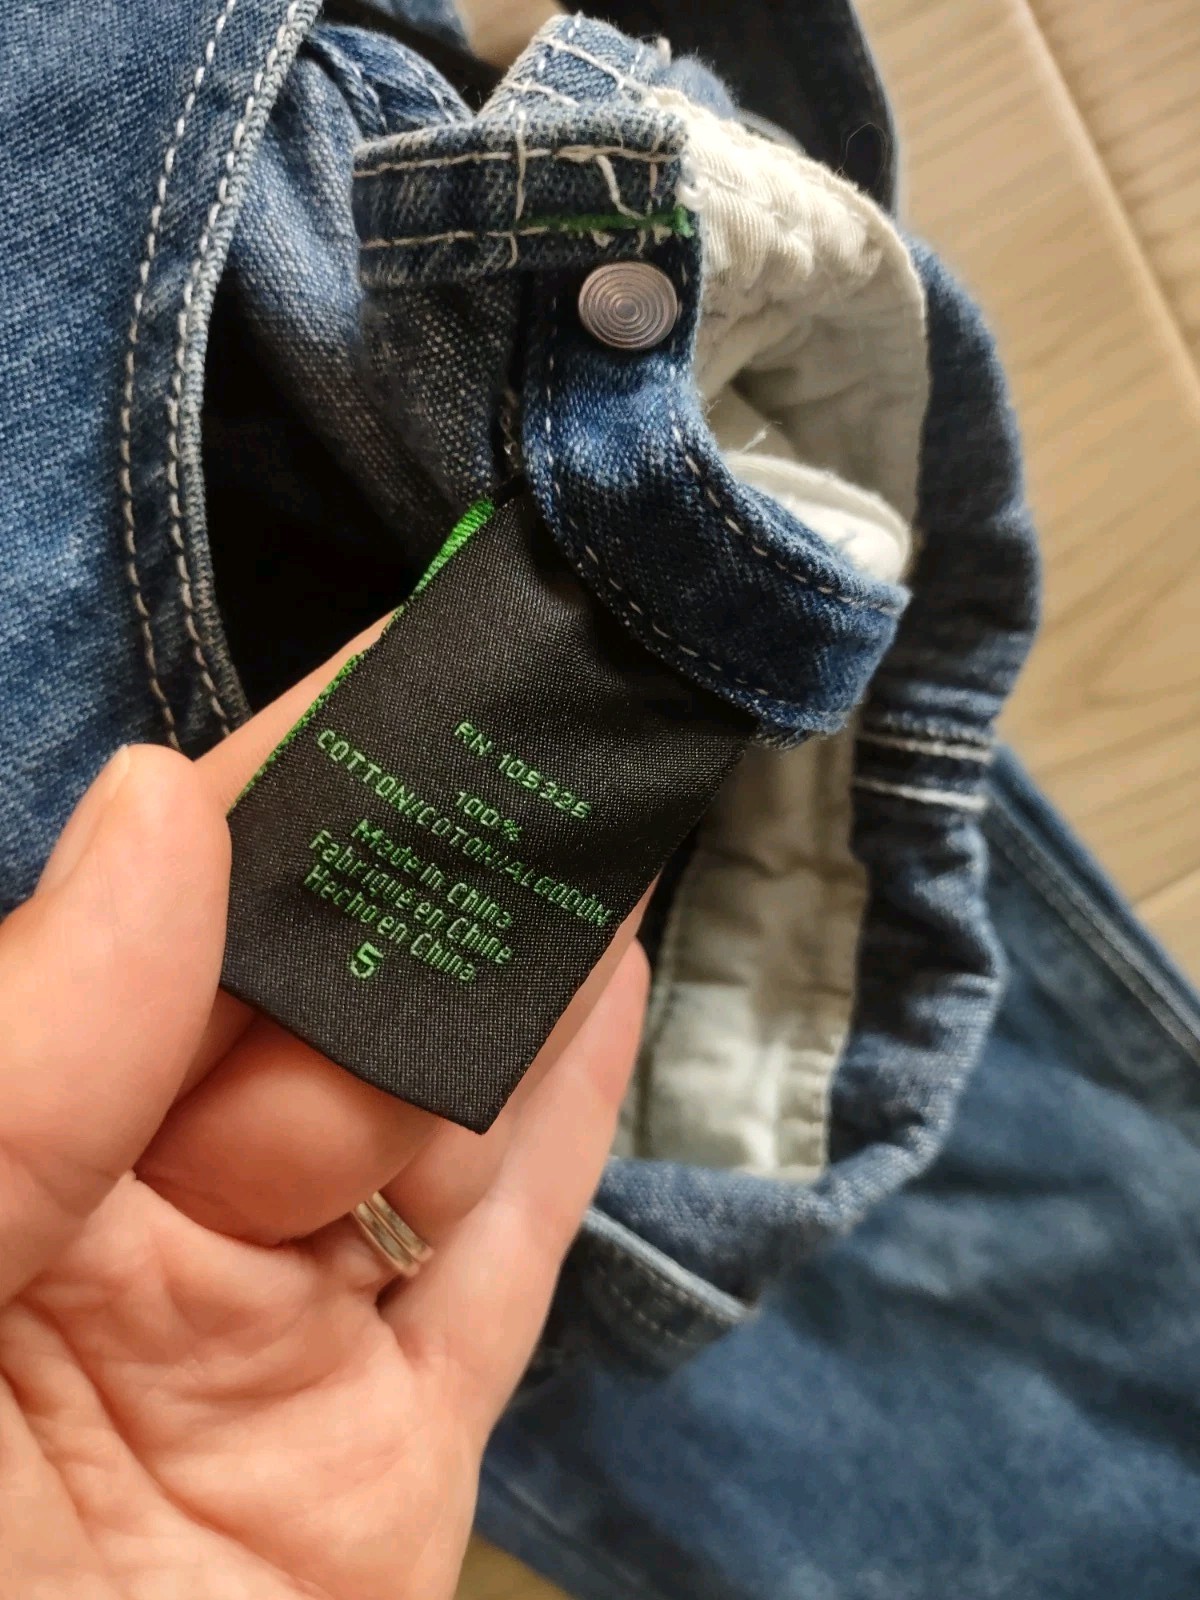 RN 105325
100%
COTTON/COTON/ALGODON
Made in China
Fabriqué en Chine
Hecho en China
5